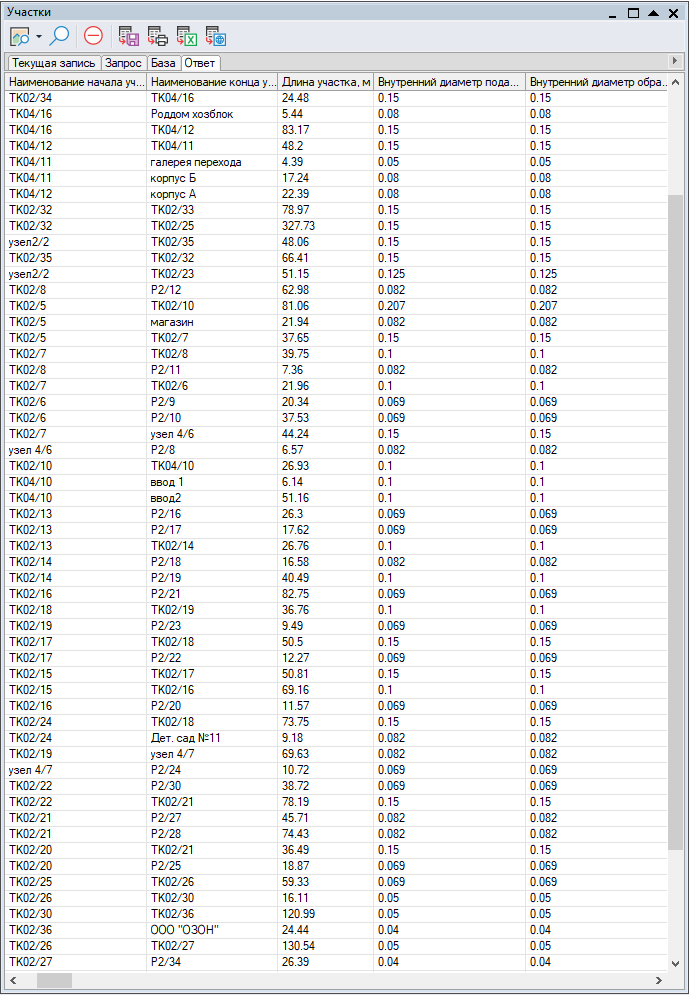 Участки
Текущая запись Запрос База Ответ
Наименование начала уч... Наименование конца у... Длина участка, м Внутренний диаметр пода... Внутренний диаметр обра...
ТК02/34 ТК04/16 24.48 0.15 0.15
ТК04/16 Роддом хозблок 5.44 0.08 0.08
ТК04/16 ТК04/12 83.17 0.15 0.15
ТК04/12 ТК04/11 48.2 0.15 0.15
ТК04/11 галерея перехода 4.39 0.05 0.05
ТК04/11 корпус Б 17.24 0.08 0.08
ТК04/12 корпус А 22.39 0.08 0.08
ТК02/32 ТК02/33 78.97 0.15 0.15
ТК02/32 ТК02/25 327.73 0.15 0.15
узел2/2 ТК02/35 48.06 0.15 0.15
ТК02/35 ТК02/32 66.41 0.15 0.15
узел2/2 ТК02/23 51.15 0.125 0.125
ТК02/8 Р2/12 62.98 0.082 0.082
ТК02/5 ТК02/10 81.06 0.207 0.207
ТК02/5 магазин 21.94 0.082 0.082
ТК02/5 ТК02/7 37.65 0.15 0.15
ТК02/7 ТК02/8 39.75 0.1 0.1
ТК02/8 Р2/11 7.36 0.082 0.082
ТК02/7 ТК02/6 21.96 0.1 0.1
ТК02/6 Р2/9 20.34 0.069 0.069
ТК02/6 Р2/10 37.53 0.069 0.069
ТК02/7 узел 4/6 44.24 0.15 0.15
узел 4/6 Р2/8 6.57 0.082 0.082
ТК02/10 ТК04/10 26.93 0.1 0.1
ТК04/10 ввод 1 6.14 0.1 0.1
ТК04/10 ввод2 51.16 0.1 0.1
ТК02/13 Р2/16 26.3 0.069 0.069
ТК02/13 Р2/17 17.62 0.069 0.069
ТК02/13 ТК02/14 26.76 0.1 0.1
ТК02/14 Р2/18 16.58 0.082 0.082
ТК02/14 Р2/19 40.49 0.1 0.1
ТК02/16 Р2/21 82.75 0.069 0.069
ТК02/18 ТК02/19 36.76 0.1 0.1
ТК02/19 Р2/23 9.49 0.069 0.069
ТК02/17 ТК02/18 50.5 0.15 0.15
ТК02/17 Р2/22 12.27 0.069 0.069
ТК02/15 ТК02/17 50.81 0.15 0.15
ТК02/15 ТК02/16 69.16 0.1 0.1
ТК02/16 Р2/20 11.57 0.069 0.069
ТК02/24 ТК02/18 73.75 0.15 0.15
ТК02/24 Дет. сад №11 9.18 0.082 0.082
ТК02/19 узел 4/7 69.63 0.082 0.082
узел 4/7 Р2/24 10.72 0.069 0.069
ТК02/22 Р2/30 38.72 0.069 0.069
ТК02/22 ТК02/21 78.19 0.15 0.15
ТК02/21 Р2/27 45.71 0.082 0.082
ТК02/21 Р2/28 74.43 0.082 0.082
ТК02/20 ТК02/21 36.49 0.15 0.15
ТК02/20 Р2/25 18.87 0.069 0.069
ТК02/25 ТК02/26 59.33 0.069 0.069
ТК02/26 ТК02/30 16.11 0.05 0.05
ТК02/30 ТК02/36 120.99 0.05 0.05
ТК02/36 ООО "ОЗОН" 24.44 0.04 0.04
ТК02/26 ТК02/27 130.54 0.05 0.05
ТК02/27 Р2/34 26.39 0.04 0.04